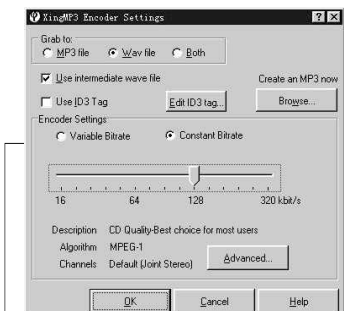 XingMP3 Encoder Settings
Grab to:
MP3 file Wav file Both
Use intermediate wave file
Create an MP3 now
Use ID3 Tag
Edit ID3 tag...
Browse...
Encoder Settings
Variable Bitrate Constant Bitrate
16 64 128 320 kbit/s
Description CD Quality-Best choice for most users
Algorithm MPEG-1
Channels Default (Joint Stereo)
Advanced...
OK Cancel Help